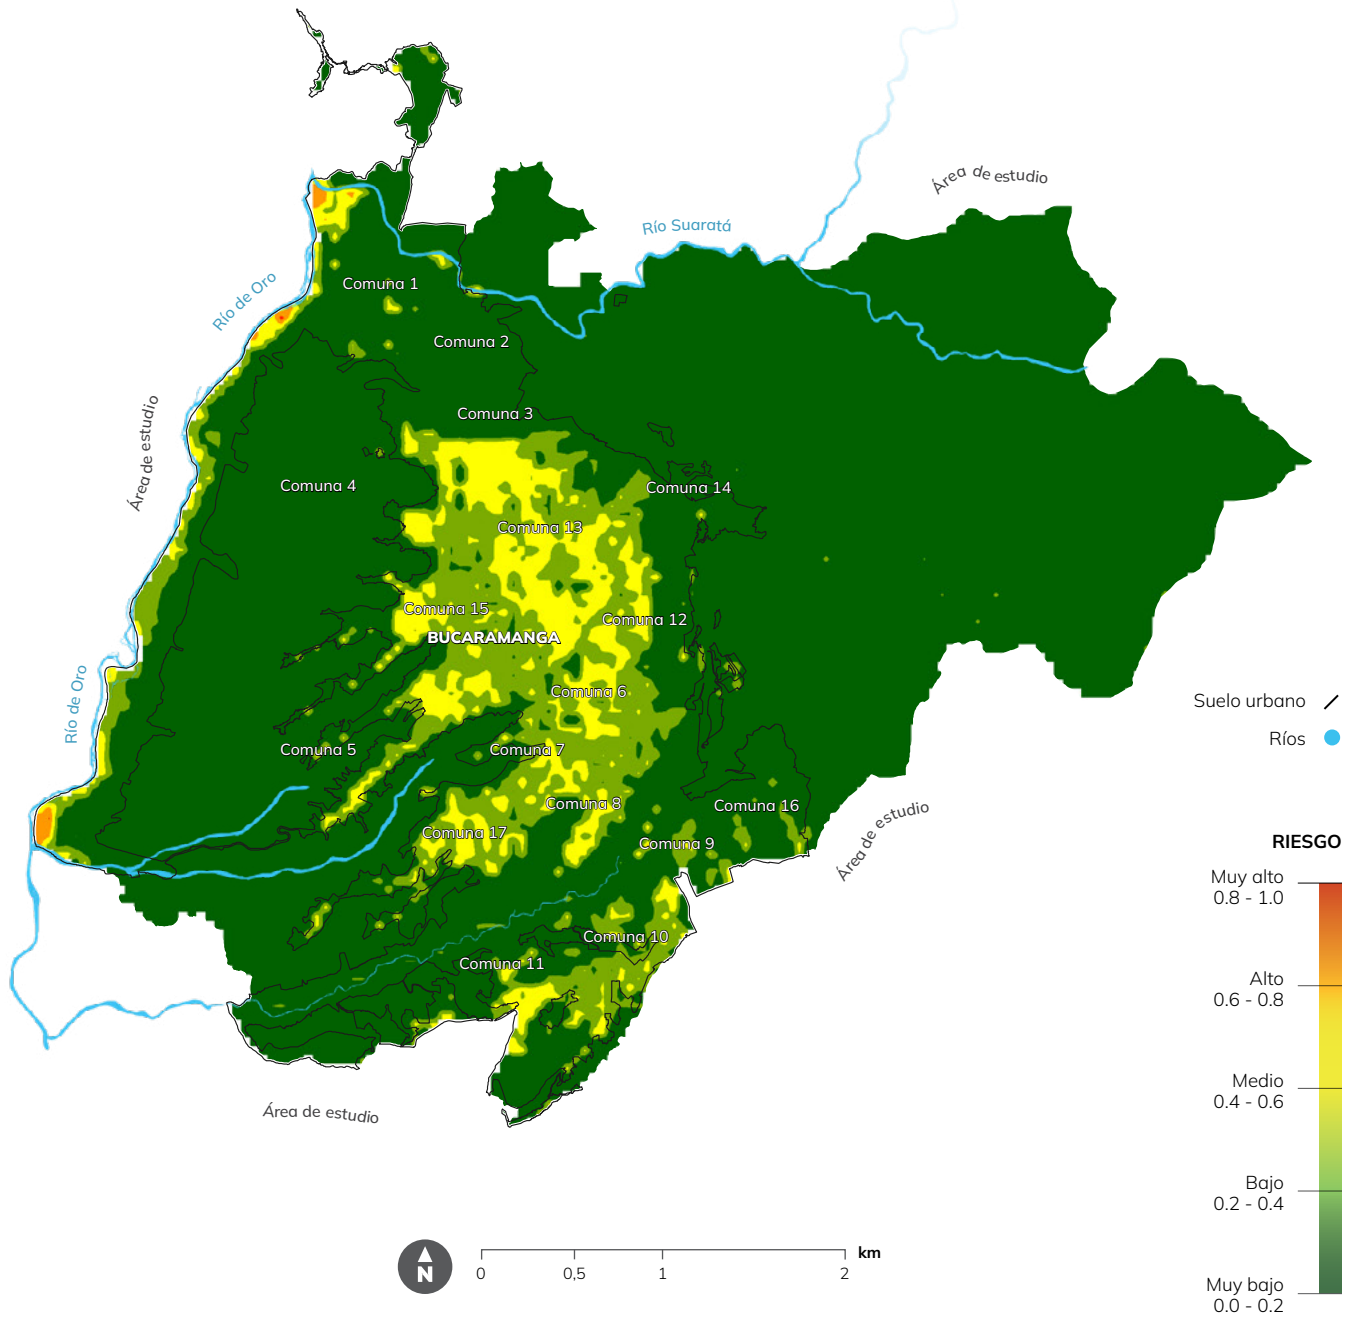 Área de estudio
Río Suaratá
Río de Oro
Comuna 1
Comuna 2
Área de estudio
Comuna 3
Comuna 4
Comuna 14
Comuna 13
Comuna 15
Comuna 12
BUCARAMANGA
Río de Oro
Comuna 6
Comuna 5
Comuna 7
Comuna 8
Comuna 16
Comuna 17
Comuna 9
Área de estudio
Comuna 10
Comuna 11
Área de estudio
Suelo urbano
Ríos
RIESGO
Muy alto
0.8 - 1.0
Alto
0.6 - 0.8
Medio
0.4 - 0.6
Bajo
0.2 - 0.4
Muy bajo
0.0 - 0.2
N
km
0 0,5 1 2